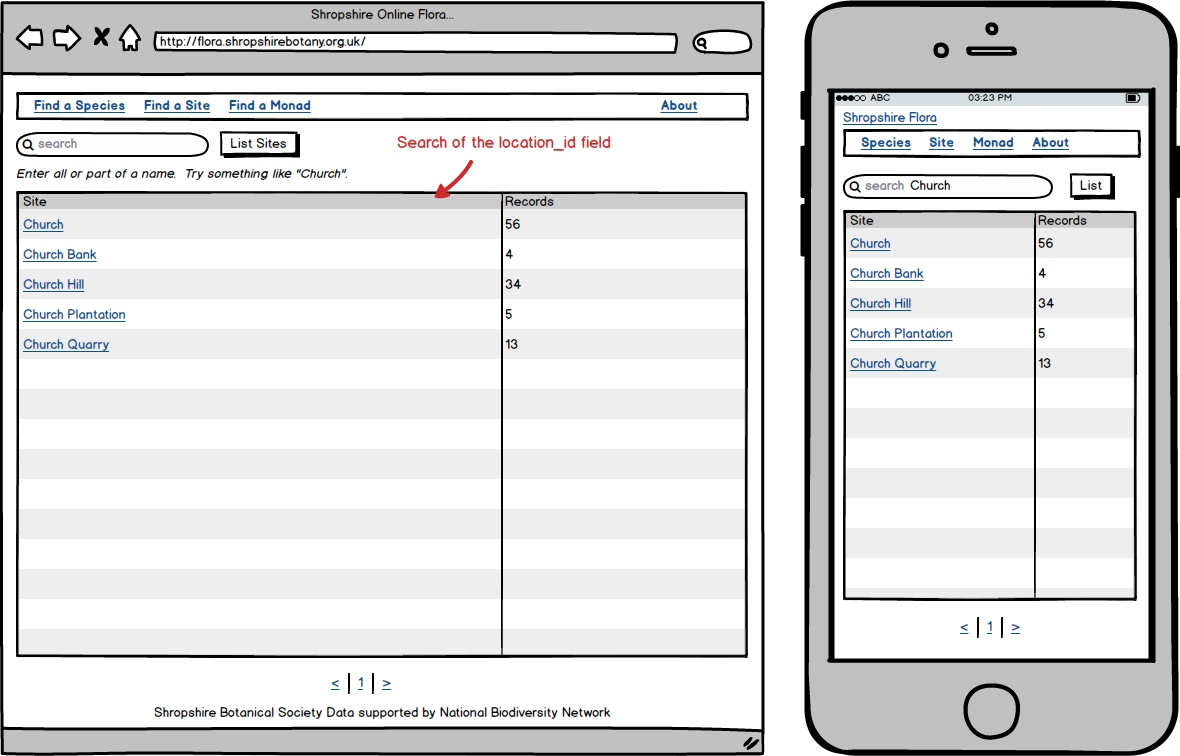 Shropshire Online Flora...
http://flora.shropshirebotany.org.uk/
Find a Species Find a Site Find a Monad About
search List Sites
Search of the location_id field
Enter all or part of a name. Try something like "Church".
Site Records
Church 56
Church Bank 4
Church Hill 34
Church Plantation 5
Church Quarry 13
< 1 >
Shropshire Botanical Society Data supported by National Biodiversity Network
ABC 03:23 PM
Shropshire Flora
Species Site Monad About
search Church List
Site Records
Church 56
Church Bank 4
Church Hill 34
Church Plantation 5
Church Quarry 13
< 1 >